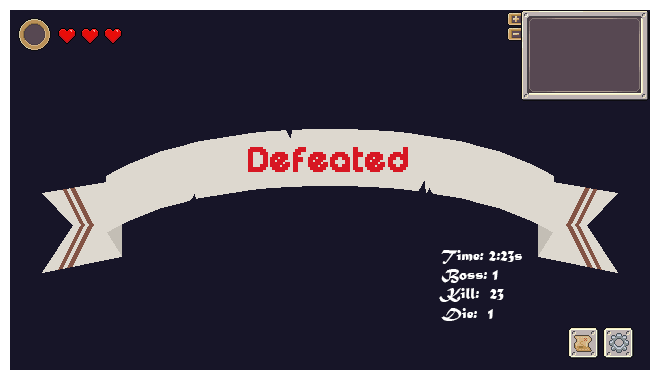 Defeated
Time: 2:23s
Boss: 1
Kill: 23
Die: 1